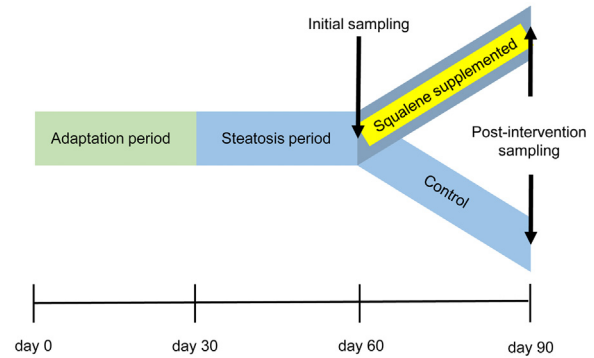 Initial sampling
Squalene supplemented
Adaptation period
Steatosis period
Post-intervention
sampling
Control
day 0
day 30
day 60
day 90